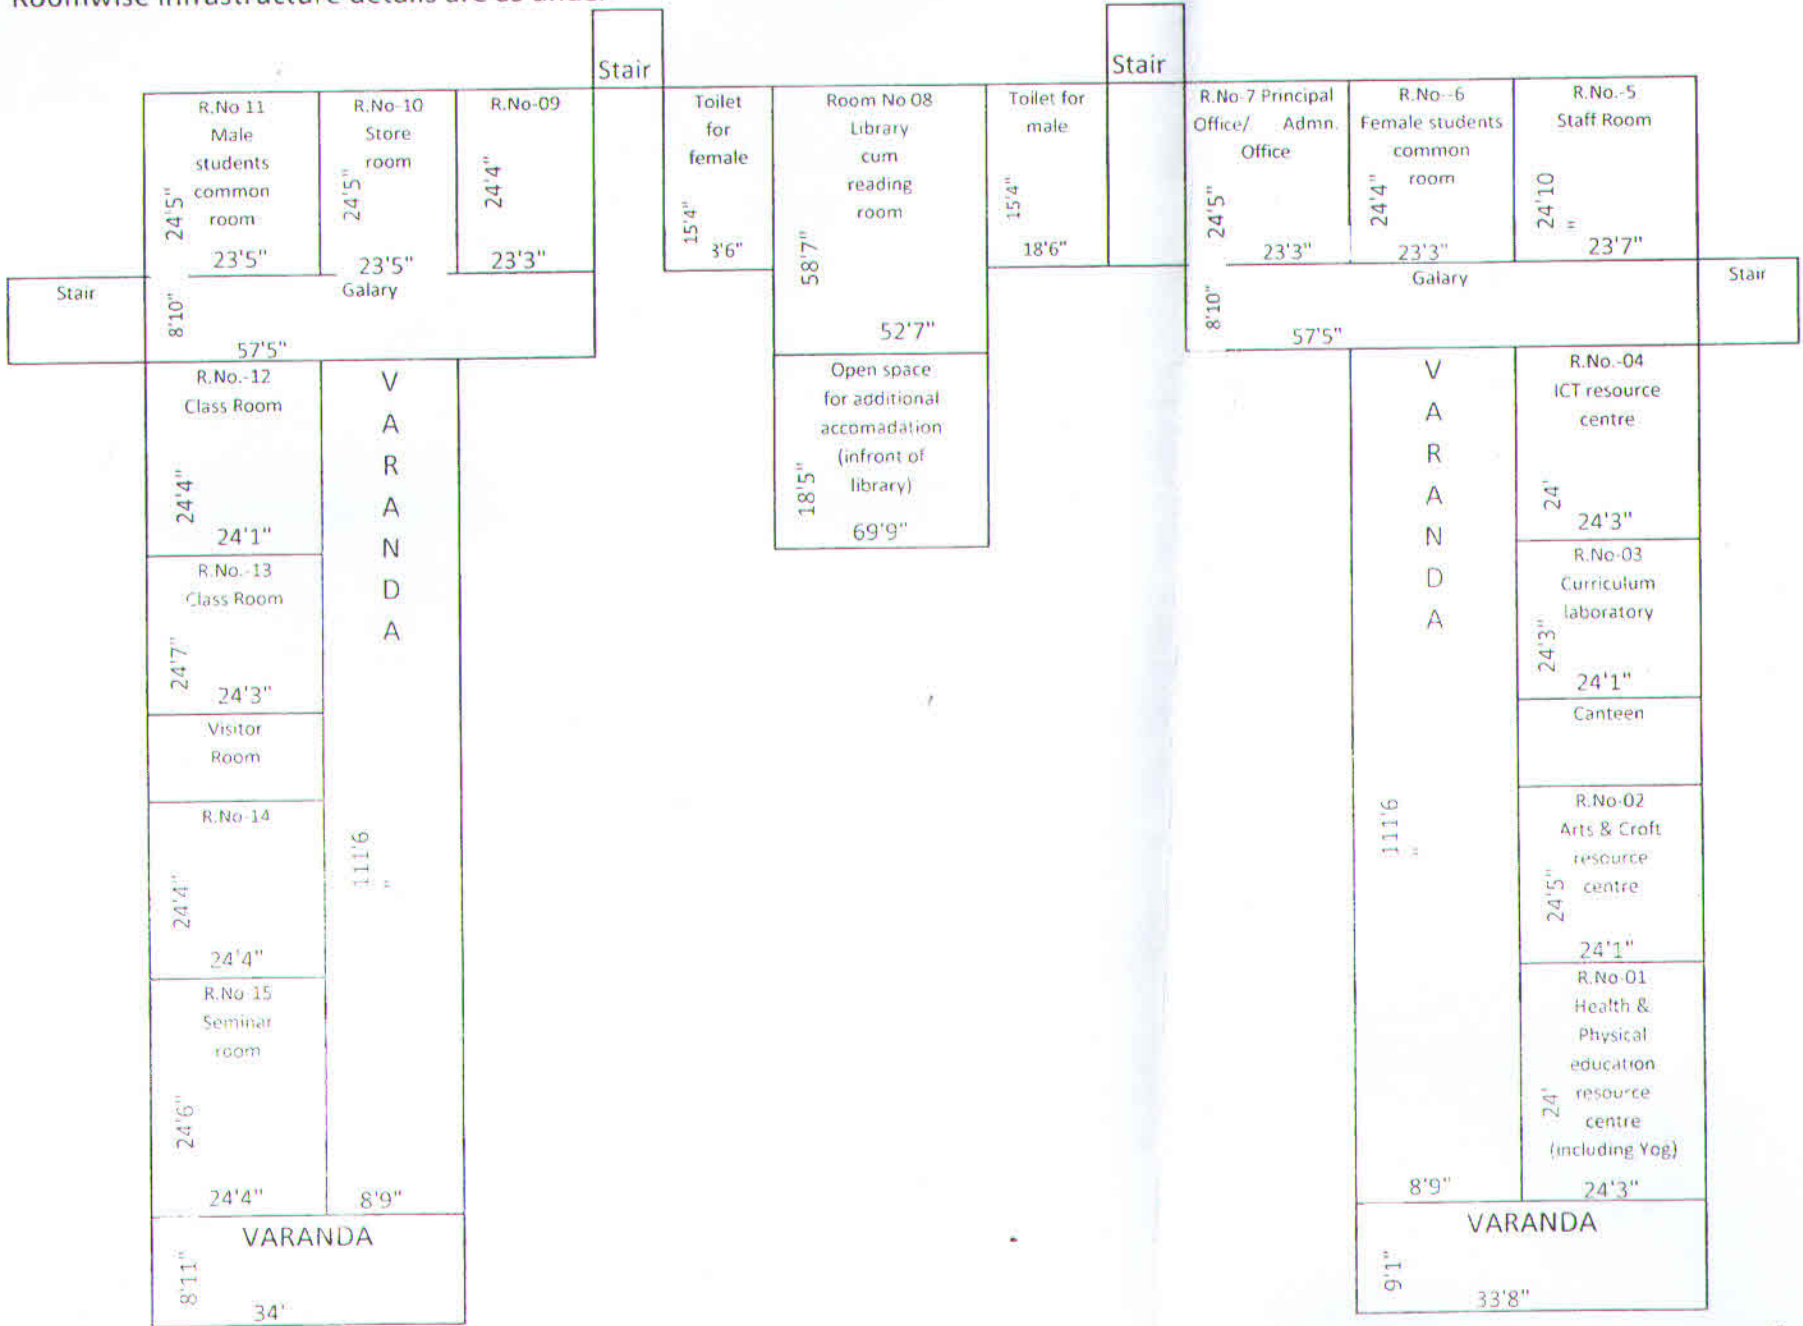 Roomwise infrastructure details are as under
Stair
Stair
R.No 11
Male
students
common
room
24'5"
23'5"
R.No-10
Store
room
24'5"
23'5"
R.No-09
24'4"
23'3"
Toilet
for
female
15'4"
3'6"
Room No 08
Library
cum
reading
room
58'7"
52'7"
Toilet for
male
15'4"
18'6"
R.No-7 Principal
Office/ Admn.
Office
24'5"
23'3"
R.No--6
Female students
common
room
24'4"
23'3"
R.No.-5
Staff Room
24'10
"
23'7"
Stair
Galary
8'10"
57'5"
Galary
8'10"
57'5"
Stair
R.No.-12
Class Room
24'4"
24'1"
R.No.-13
Class Room
24'7"
24'3"
Visitor
Room
R.No-14
24'4"
24'4"
R.No-15
Seminar
room
24'6"
24'4"
V
A
R
A
N
D
A
111'6
"
8'9"
VARANDA
8'11"
34'
Open space
for additional
accomadation
(infront of
library)
18'5"
69'9"
V
A
R
A
N
D
A
111'6
"
8'9"
R.No.-04
ICT resource
centre
24'
24'3"
R.No-03
Curriculum
laboratory
24'3"
24'1"
Canteen
R.No-02
Arts & Croft
resource
centre
24'5"
24'1"
R.No-01
Health &
Physical
education
resource
centre
(including Yog)
24'
24'3"
VARANDA
9'1"
33'8"